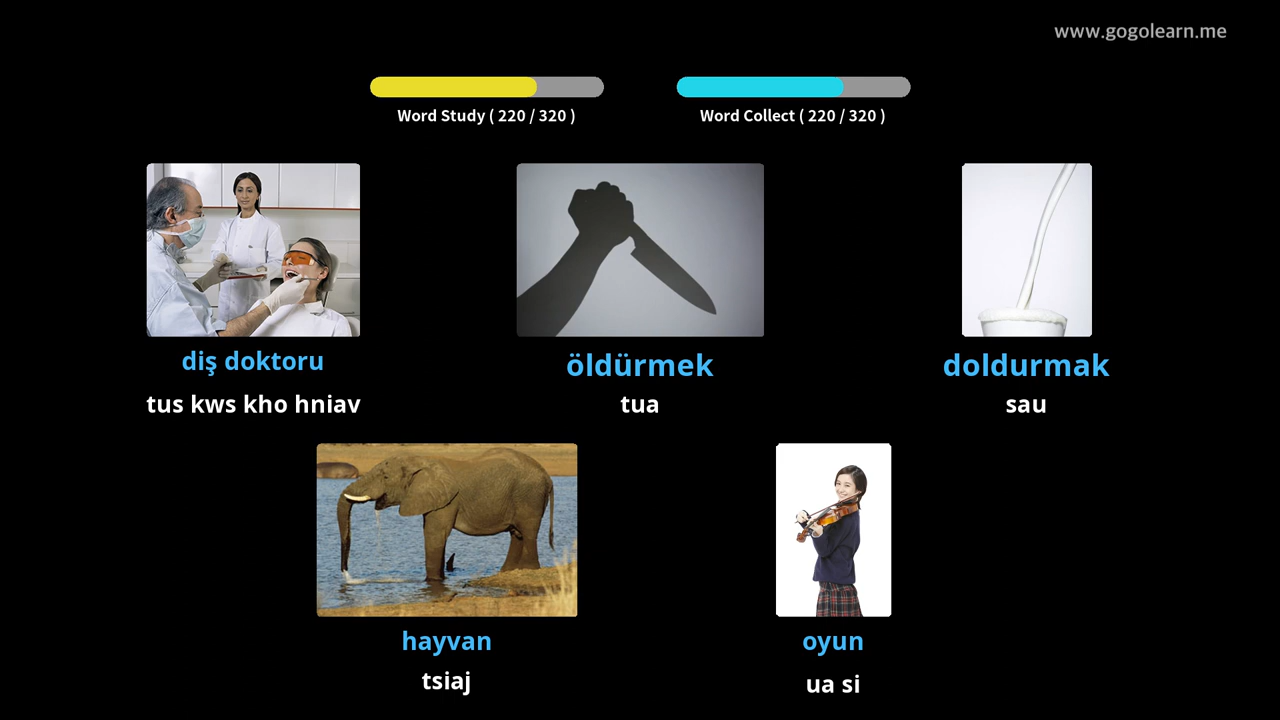 www.gogolearn.me
Word Study ( 220 / 320 )
Word Collect ( 220 / 320 )
diş doktoru
tus kws kho hniav
öldürmek
tua
doldurmak
sau
hayvan
tsiaj
oyun
ua si